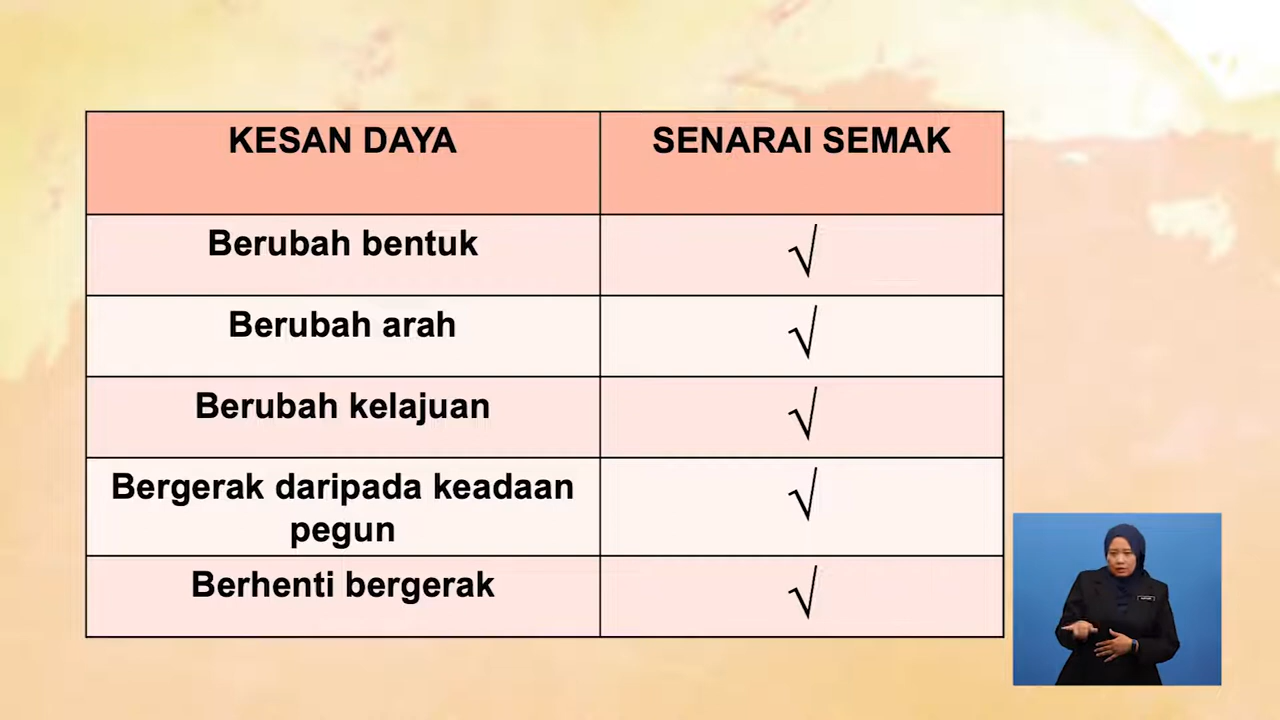 KESAN DAYA
SENARAI SEMAK
Berubah bentuk
√
Berubah arah
√
Berubah kelajuan
√
Bergerak daripada keadaan
pegun
√
Berhenti bergerak
√